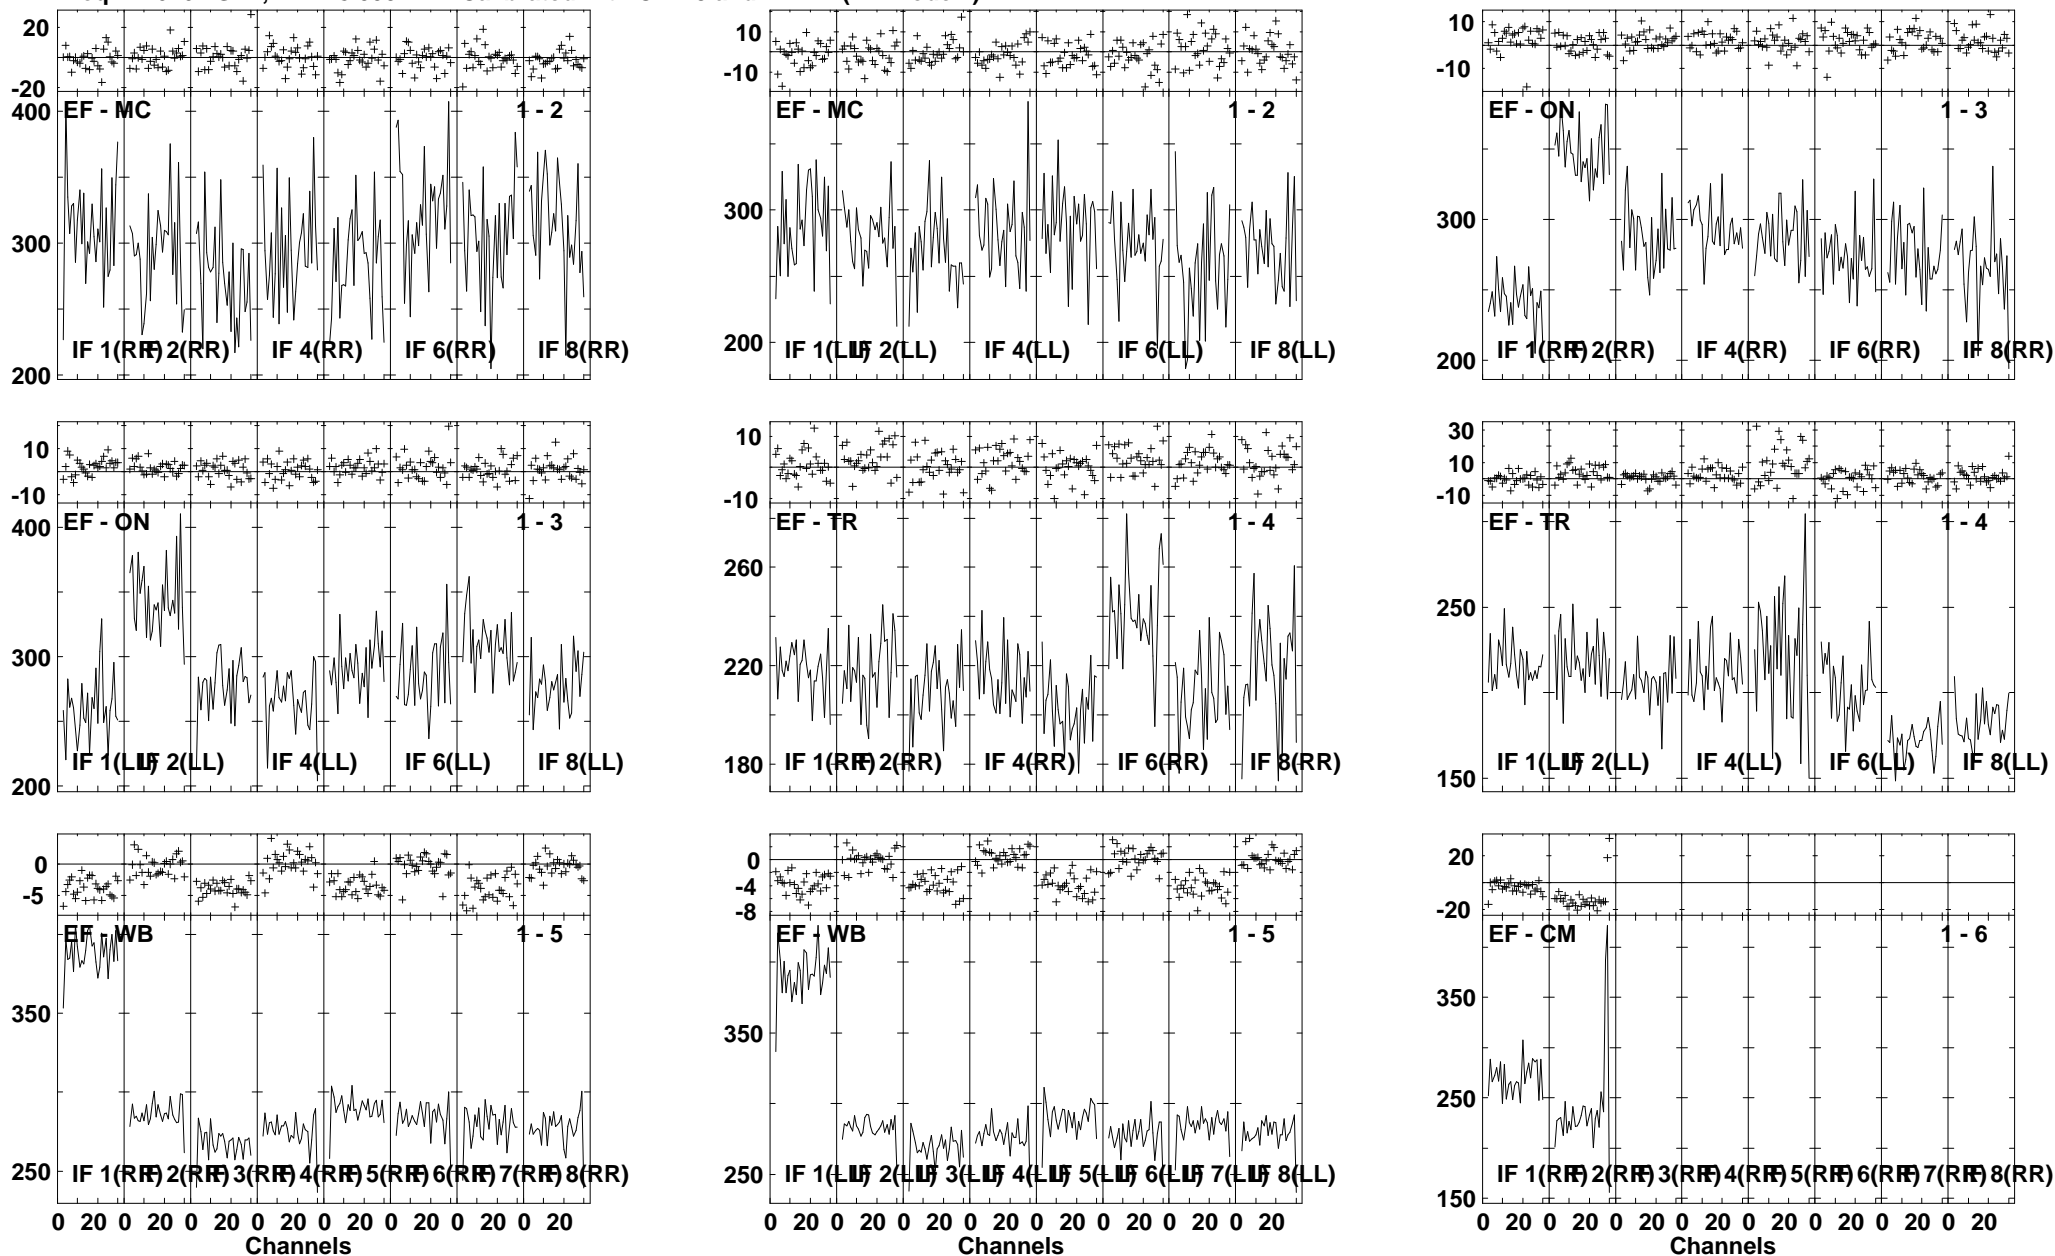 20
-20
EF - MC 1 - 2
400
300
200
IF 1(RR) IF 2(RR) IF 4(RR) IF 6(RR) IF 8(RR)
10
-10
EF - MC 1 - 2
300
200
IF 1(LL) IF 2(LL) IF 4(LL) IF 6(LL) IF 8(LL)
10
-10
EF - ON 1 - 3
300
200
IF 1(RR) IF 2(RR) IF 4(RR) IF 6(RR) IF 8(RR)
10
-10
EF - ON 1 - 3
400
300
200
IF 1(LL) IF 2(LL) IF 4(LL) IF 6(LL) IF 8(LL)
10
-10
EF - TR 1 - 4
260
220
180
IF 1(RR) IF 2(RR) IF 4(RR) IF 6(RR) IF 8(RR)
30
10
-10
EF - TR 1 - 4
250
150
IF 1(LL) IF 2(LL) IF 4(LL) IF 6(LL) IF 8(LL)
0
-5
EF - WB 1 - 5
350
250
IF 1(RR) IF 2(RR) IF 3(RR) IF 4(RR) IF 5(RR) IF 6(RR) IF 7(RR) IF 8(RR)
0 20 0 20 0 20 0 20 0 20 0 20 0 20 0 20
Channels
0
-4
-8
EF - WB 1 - 5
350
250
IF 1(LL) IF 2(LL) IF 3(LL) IF 4(LL) IF 5(LL) IF 6(LL) IF 7(LL) IF 8(LL)
0 20 0 20 0 20 0 20 0 20 0 20 0 20 0 20
Channels
20
-20
EF - CM 1 - 6
350
250
150
IF 1(RR) IF 2(RR) IF 3(RR) IF 4(RR) IF 5(RR) IF 6(RR) IF 7(RR) IF 8(RR)
0 20 0 20 0 20 0 20 0 20 0 20 0 20 0 20
Channels